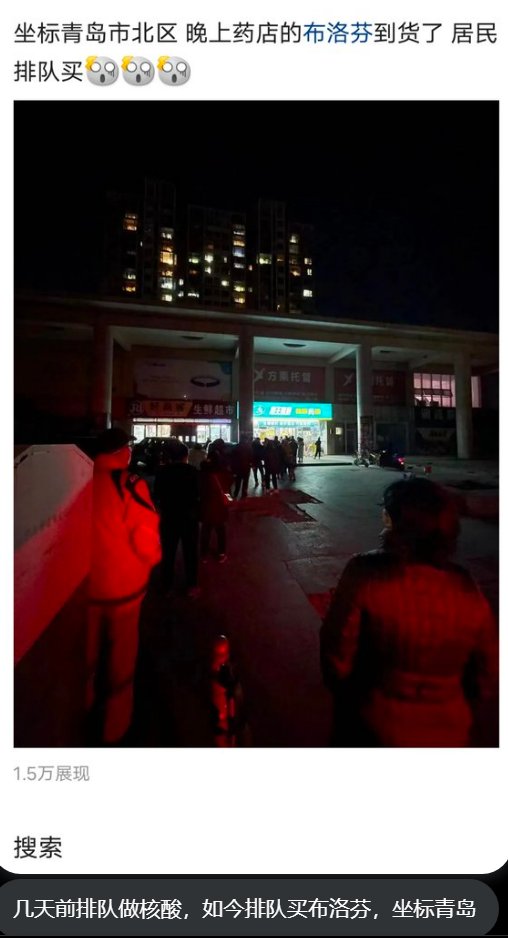 坐标青岛市北区 晚上药店的布洛芬到货了 居民
排队买
方案托管
生鲜超市
1.5万展现
搜索
几天前排队做核酸，如今排队买布洛芬，坐标青岛